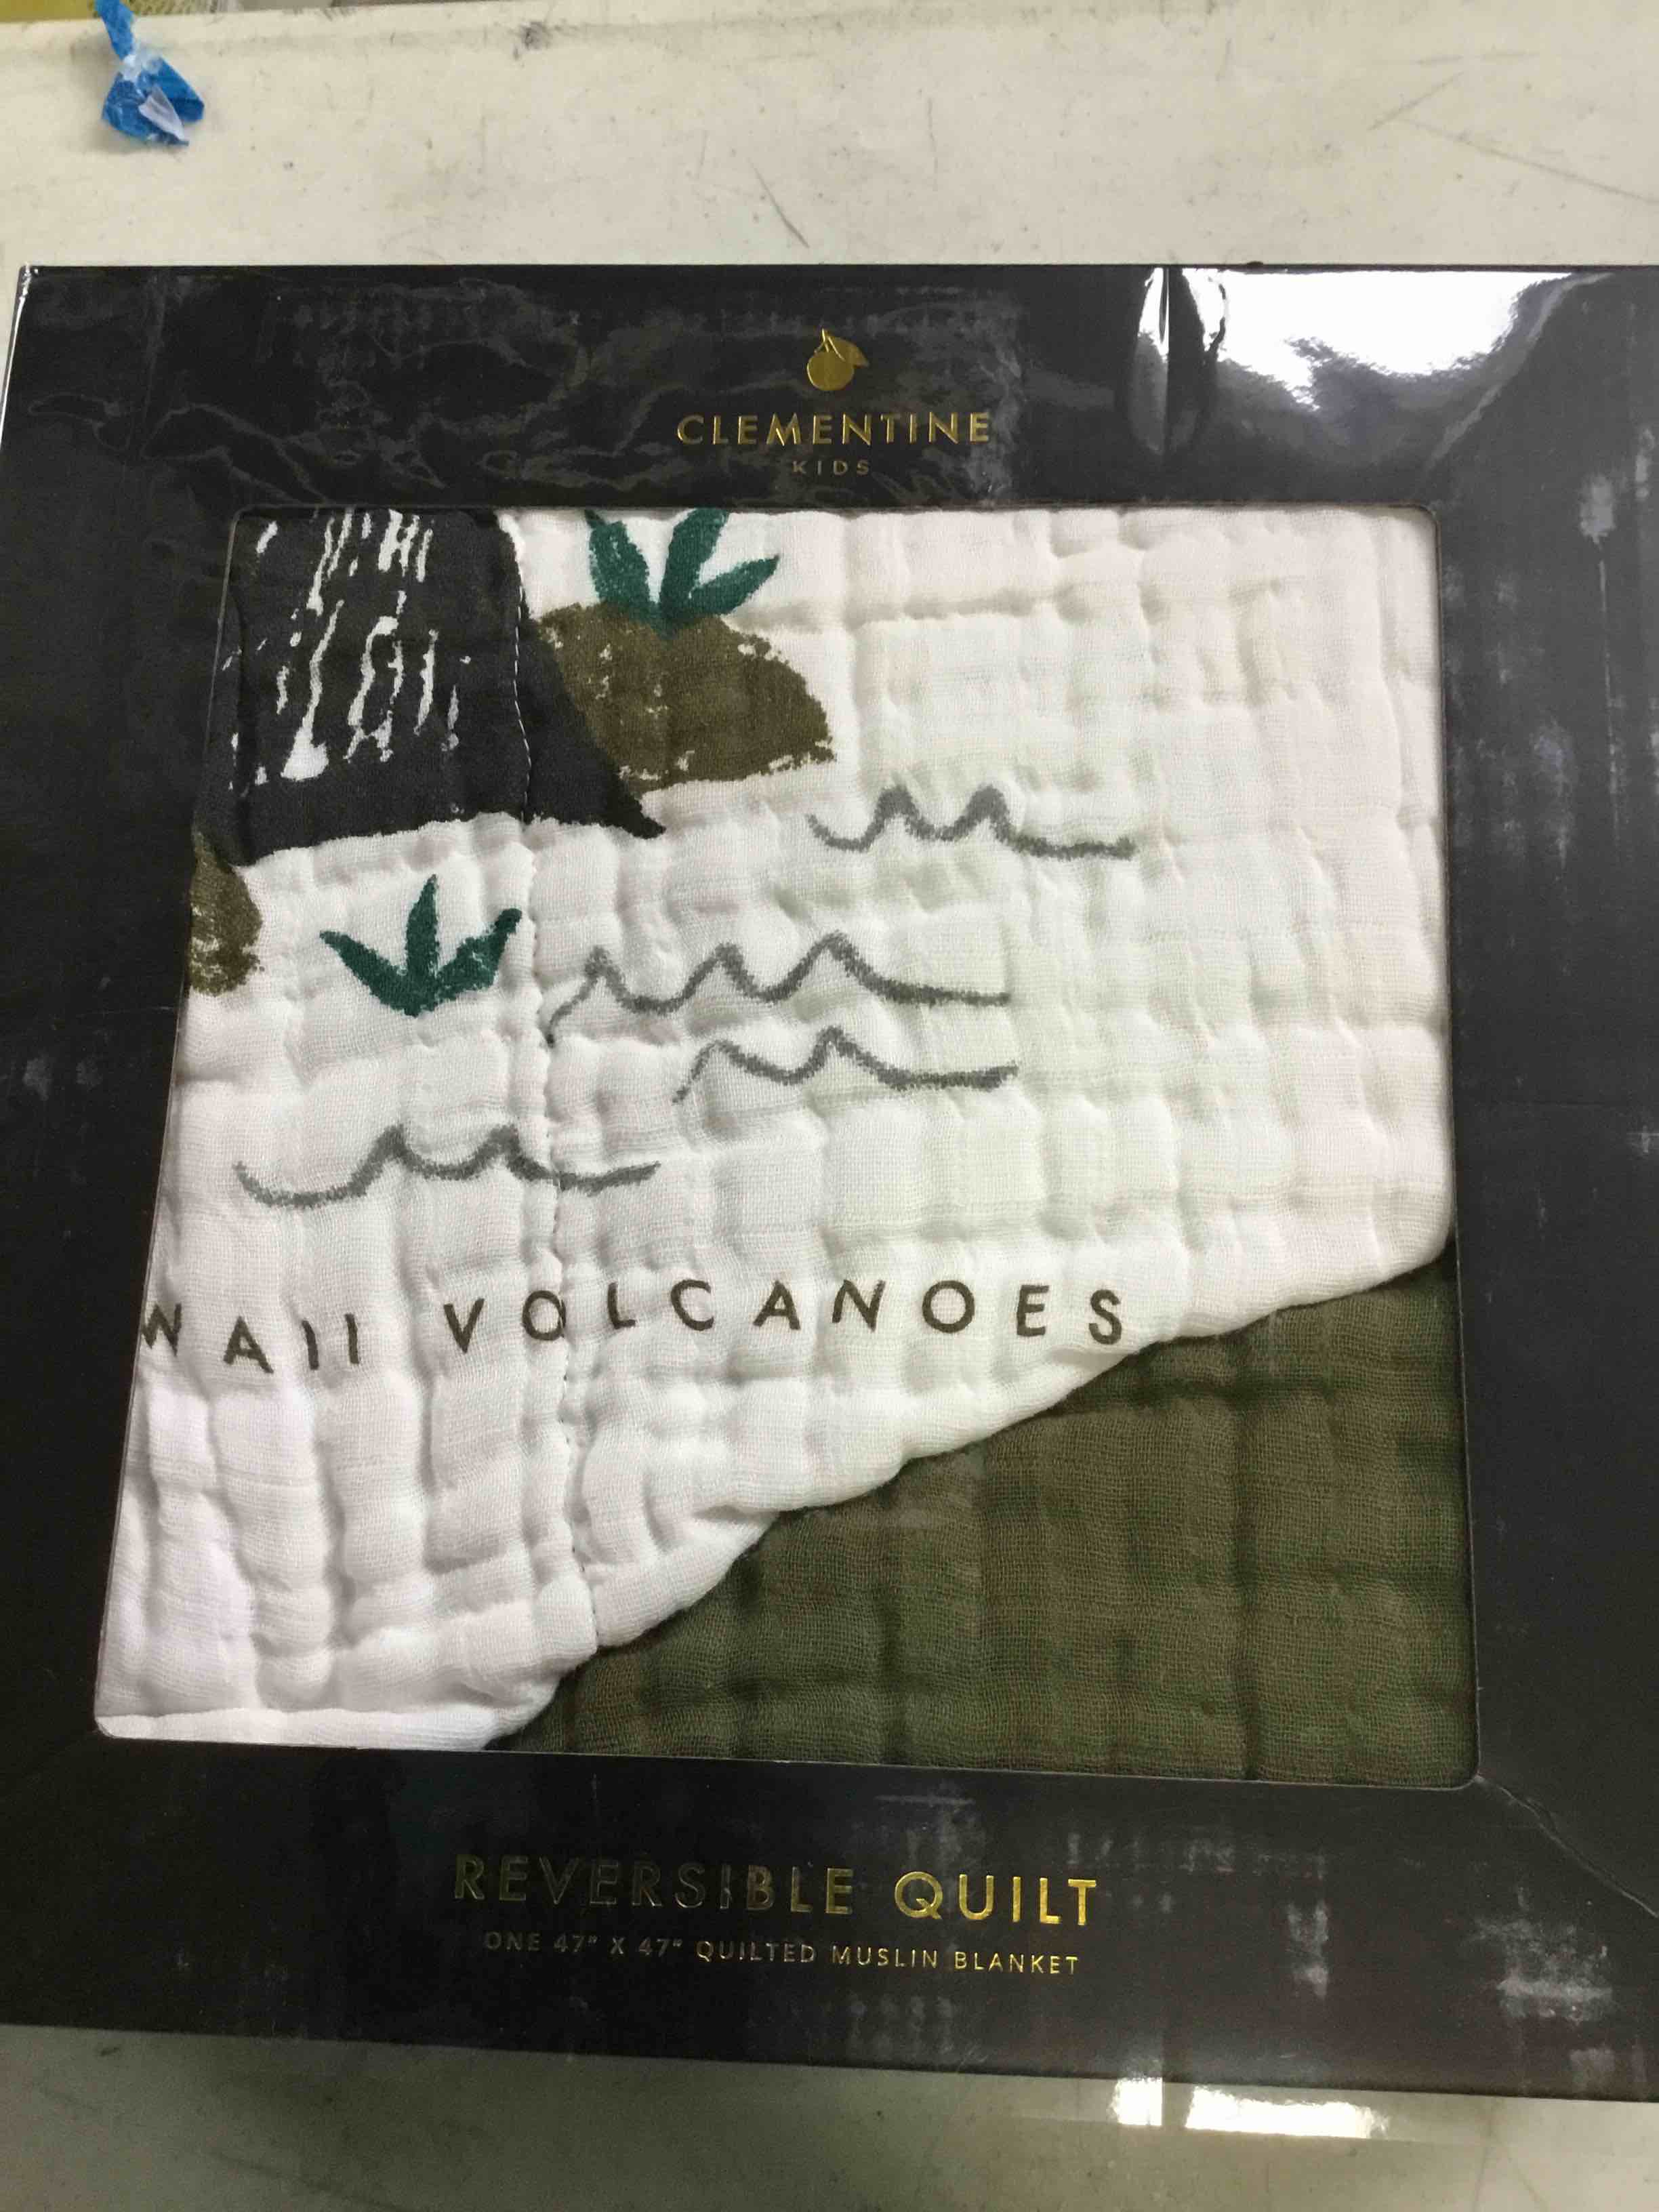 CLEMENTINE
KIDS
WAII VOLCANOES
REVERSIBLE QUILT
ONE 47" X 47" QUILTED MUSLIN BLANKET